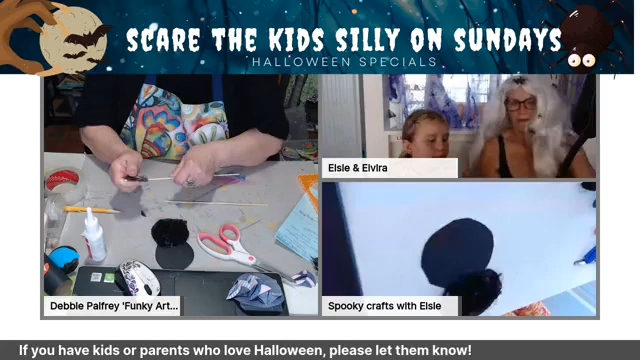 SCARE THE KIDS SILLY ON SUNDAYS
HALLOWEEN SPECIALS
Elsie & Elvira
Debbie Palfrey 'Funky Art...
Spooky crafts with Elsie
If you have kids or parents who love Halloween, please let them know!